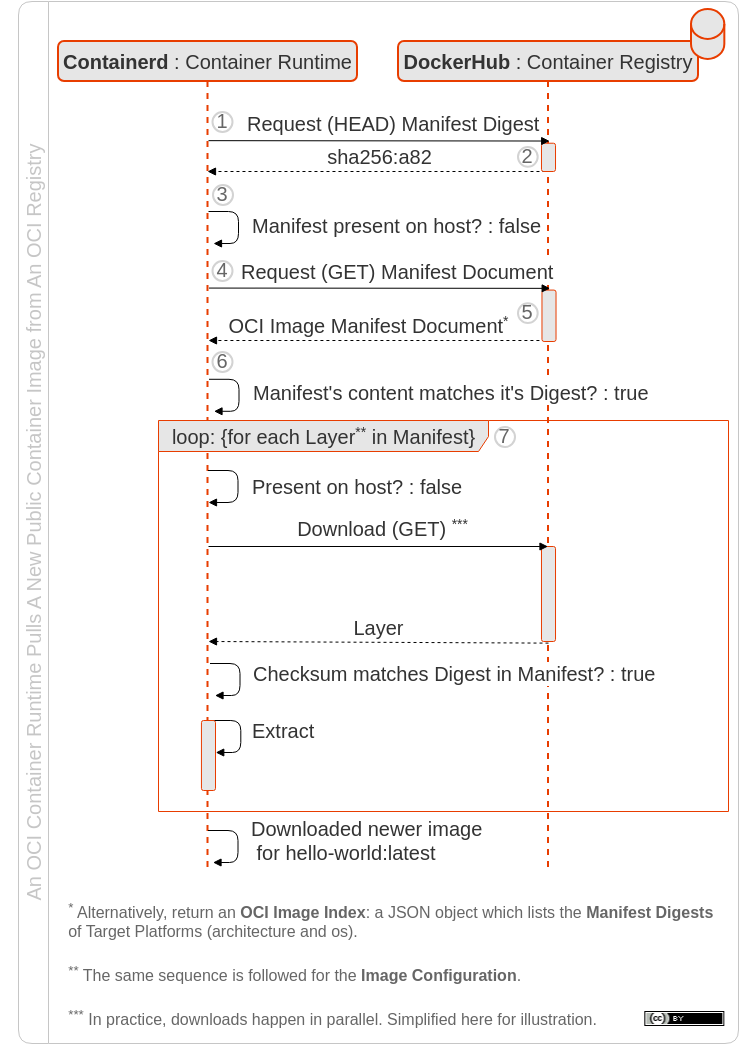 An OCI Container Runtime Pulls A New Public Container Image from An OCI Registry
Containerd : Container Runtime
DockerHub : Container Registry
1
Request (HEAD) Manifest Digest
sha256:a82
2
3
Manifest present on host? : false
4
Request (GET) Manifest Document
5
OCI Image Manifest Document*
6
Manifest's content matches it's Digest? : true
loop: {for each Layer** in Manifest}
7
Present on host? : false
Download (GET) ***
Layer
Checksum matches Digest in Manifest? : true
Extract
Downloaded newer image
for hello-world:latest
* Alternatively, return an OCI Image Index: a JSON object which lists the Manifest Digests
of Target Platforms (architecture and os).
** The same sequence is followed for the Image Configuration.
*** In practice, downloads happen in parallel. Simplified here for illustration.
cc BY